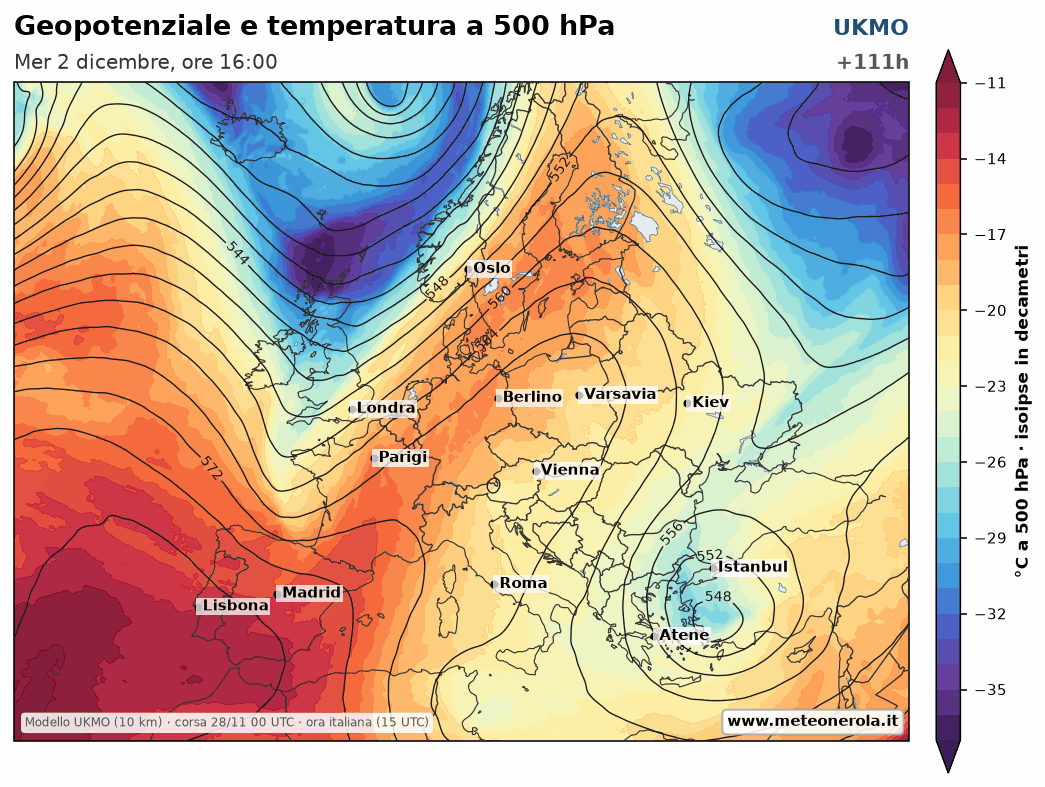 Geopotenziale e temperatura a 500 hPa
UKMO
Mer 2 dicembre, ore 16:00
+111h
552
544
Oslo
548
560
564
Londra
Berlino
Varsavia
Kiev
Parigi
572
Vienna
556
552
Istanbul
Roma
Madrid
548
Lisbona
Atene
Modello UKMO (10 km) · corsa 28/11 00 UTC · ora italiana (15 UTC)
www.meteonerola.it
−11
−14
−17
−20
−23
−26
−29
−32
−35
°C a 500 hPa · isoipse in decametri